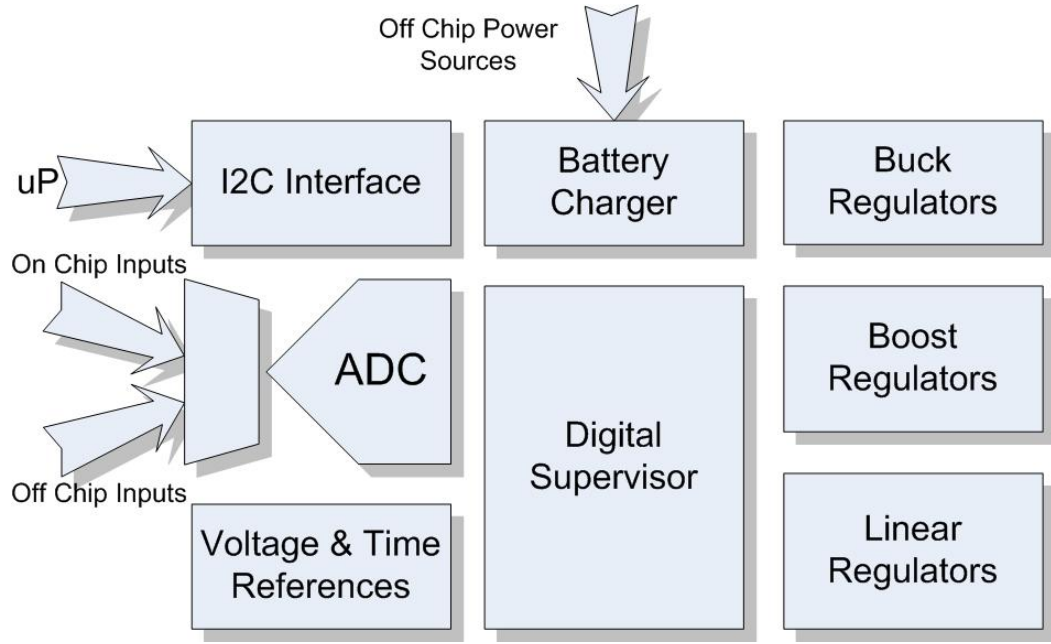 Off Chip Power
Sources
uP
I2C Interface
Battery
Charger
Buck
Regulators
On Chip Inputs
ADC
Off Chip Inputs
Digital
Supervisor
Boost
Regulators
Voltage & Time
References
Linear
Regulators